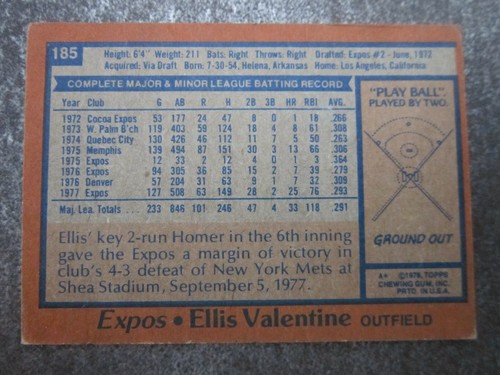 185
Height: 6'4" Weight: 211 Bats: Right Throws: Right Drafted: Expos #2 - June, 1972
Acquired: Via Draft Born: 7-30-54, Helena, Arkansas Home: Los Angeles, California
COMPLETE MAJOR & MINOR LEAGUE BATTING RECORD
Year Club G AB R H 2B 3B HR RBI AVG.
1972 Cocoa Expos 53 177 24 47 8 0 1 18 .266
1973 W. Palm B'ch 119 403 59 124 18 4 8 61 .308
1974 Quebec City 130 426 46 112 11 7 5 50 .263
1975 Memphis 139 494 87 151 30 3 13 66 .306
1975 Expos 12 33 2 12 4 0 1 3 .364
1976 Expos 94 305 36 85 15 2 7 39 .279
1976 Denver 57 204 31 63 2 2 7 32 .309
1977 Expos 127 508 63 149 28 2 25 76 .293
Maj. Lea. Totals . . . 233 846 101 246 47 4 33 118 .291
Ellis' key 2-run Homer in the 6th inning
gave the Expos a margin of victory in
club's 4-3 defeat of New York Mets at
Shea Stadium, September 5, 1977.
"PLAY BALL"
PLAYED BY TWO.
GROUND OUT
©1978, TOPPS
CHEWING GUM, INC.
PRTD. IN U.S.A.
Expos • Ellis Valentine OUTFIELD